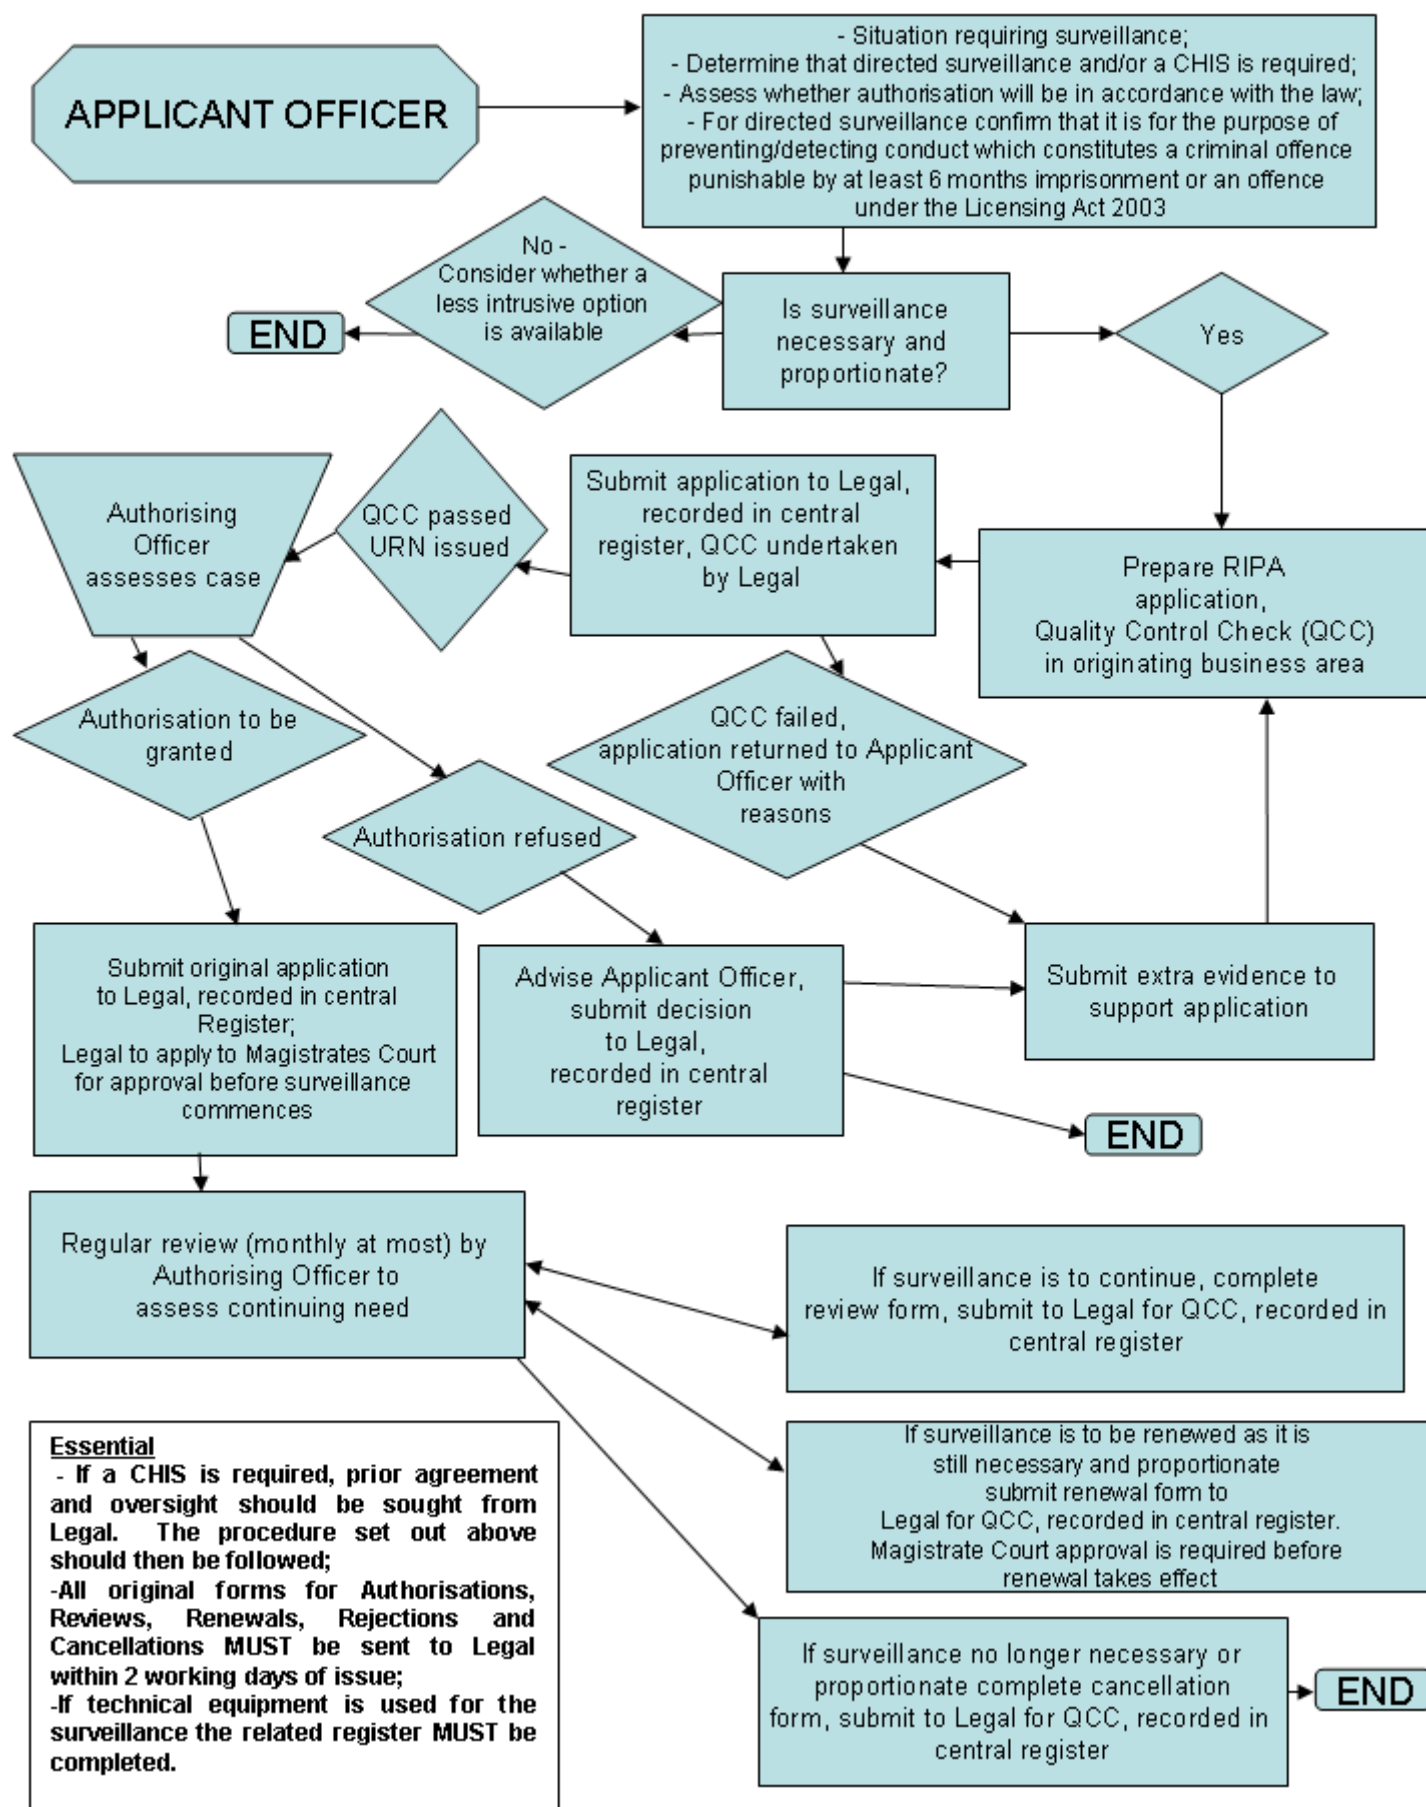 APPLICANT OFFICER
- Situation requiring surveillance;
- Determine that directed surveillance and/or a CHIS is required;
- Assess whether authorisation will be in accordance with the law;
- For directed surveillance confirm that it is for the purpose of
preventing/detecting conduct which constitutes a criminal offence
punishable by at least 6 months imprisonment or an offence
under the Licensing Act 2003
No -
Consider whether a
less intrusive option
is available
END
Is surveillance
necessary and
proportionate?
Yes
Authorising
Officer
assesses case
QCC passed
URN issued
Submit application to Legal,
recorded in central
register, QCC undertaken
by Legal
Prepare RIPA
application,
Quality Control Check (QCC)
in originating business area
Authorisation to be
granted
QCC failed,
application returned to Applicant
Officer with
reasons
Authorisation refused
Submit original application
to Legal, recorded in central
Register;
Legal to apply to Magistrates Court
for approval before surveillance
commences
Advise Applicant Officer,
submit decision
to Legal,
recorded in central
register
Submit extra evidence to
support application
END
Regular review (monthly at most) by
Authorising Officer to
assess continuing need
If surveillance is to continue, complete
review form, submit to Legal for QCC, recorded in
central register
If surveillance is to be renewed as it is
still necessary and proportionate
submit renewal form to
Legal for QCC, recorded in central register.
Magistrate Court approval is required before
renewal takes effect
If surveillance no longer necessary or
proportionate complete cancellation
form, submit to Legal for QCC, recorded in
central register
END
Essential
- If a CHIS is required, prior agreement
and oversight should be sought from
Legal. The procedure set out above
should then be followed;
-All original forms for Authorisations,
Reviews, Renewals, Rejections and
Cancellations MUST be sent to Legal
within 2 working days of issue;
-If technical equipment is used for the
surveillance the related register MUST be
completed.